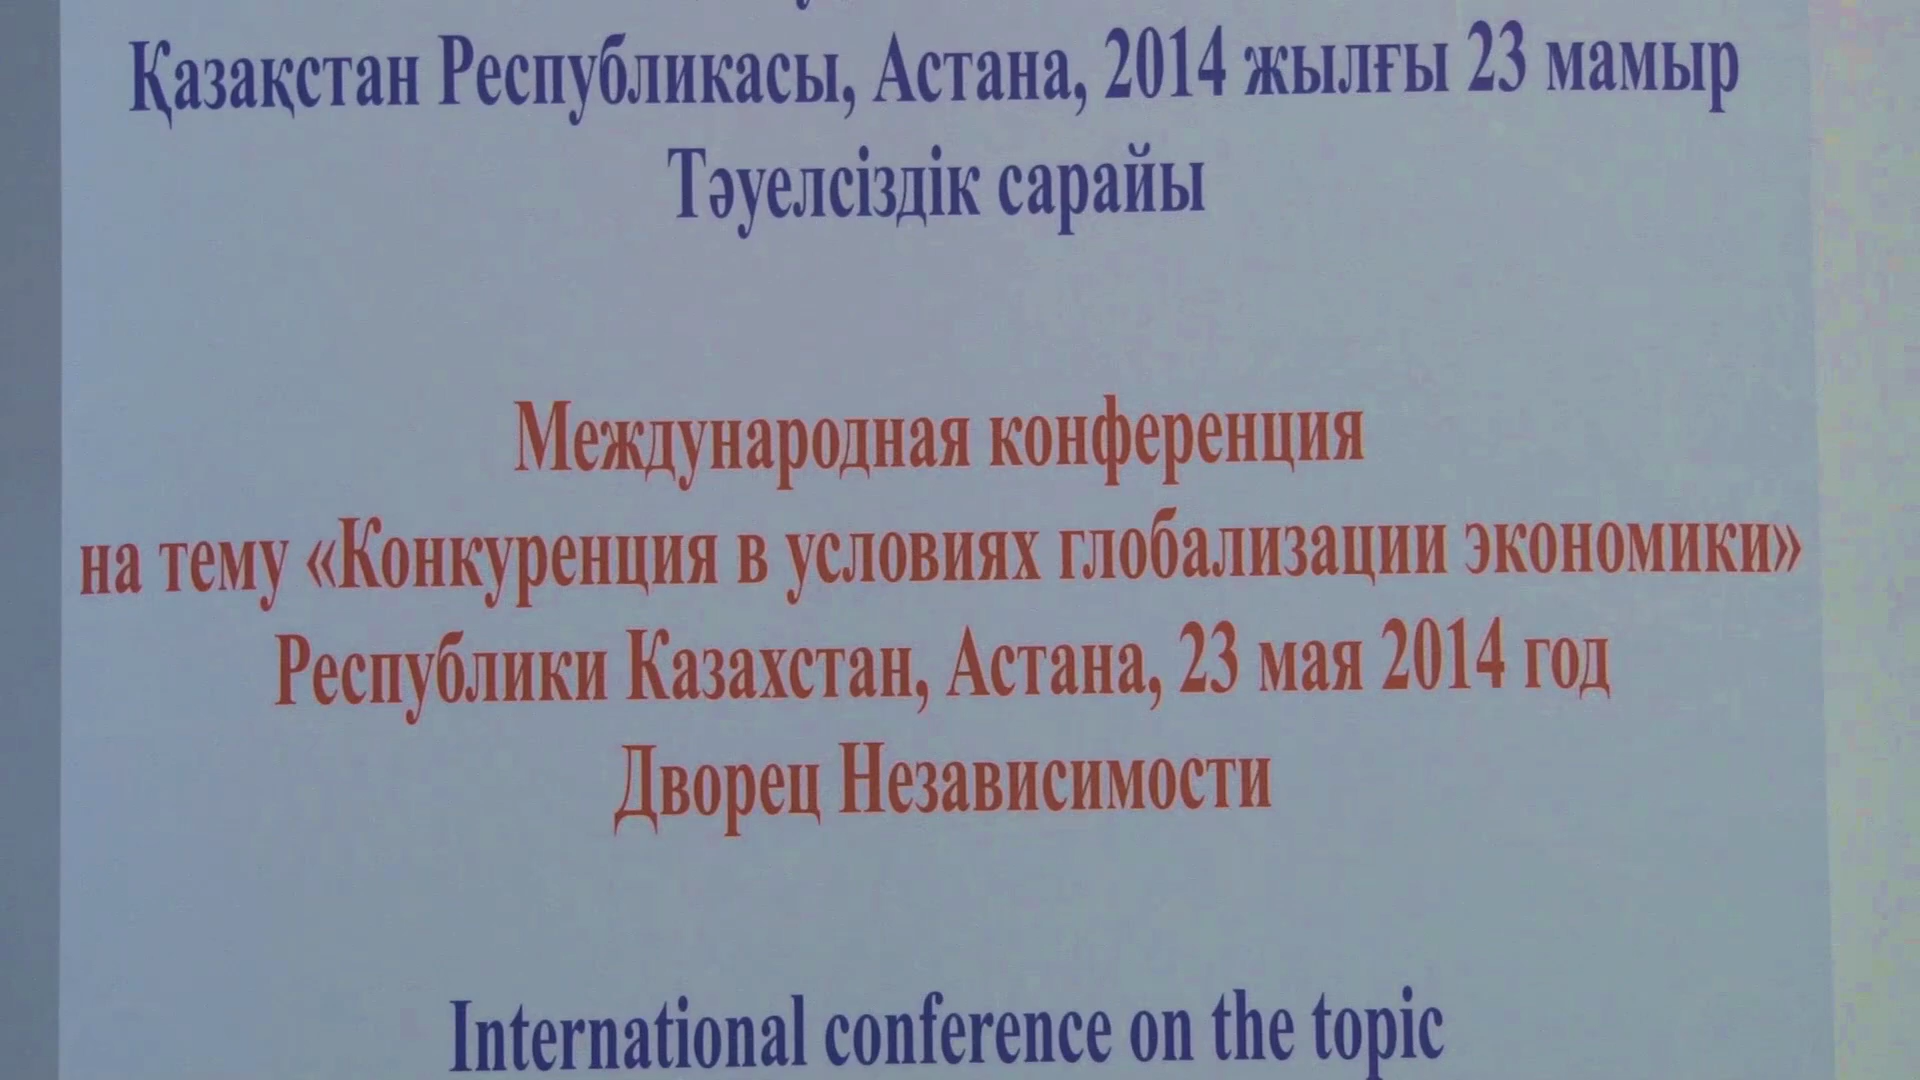 Қазақстан Республикасы, Астана, 2014 жылғы 23 мамыр
Тәуелсіздік сарайы
Международная конференция
на тему «Конкуренция в условиях глобализации экономики»
Республики Казахстан, Астана, 23 мая 2014 год
Дворец Независимости
International conference on the topic